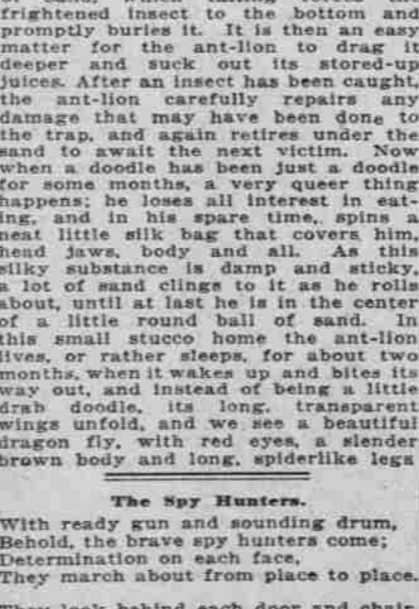 frightened insect to the bottom and
promptly buries it. It is then an easy
matter for the ant-lion to drag it
deeper and suck out its stored-up
juices. After an insect has been caught
the ant-lion carefully repairs any
damage that may have been done to
the trap, and again retires under the
sand to await the next victim. Now
when a doodle has been just a doodle
for some months, a very queer thing
happens; he loses all interest in eat-
ing, and in his spare time, spins a
neat little silk bag that covers him,
head jaws, body and all. As this
silky substance is damp and sticky,
a lot of sand clings to it as he rolls
about, until at last he is in the center
of a little round ball of sand. In
this small stucco home the ant-lion
lives, or rather sleeps, for about two
months, when it wakes up and bites its
way out, and instead of being a little
drab doodle, its long, transparent
wings unfold, and we see a beautiful
dragon fly, with red eyes, a slender
brown body and long, spiderlike legs
The Spy Hunters.
With ready gun and sounding drum,
Behold, the brave spy hunters come;
Determination on each face,
They march about from place to place.
They look behind each door and